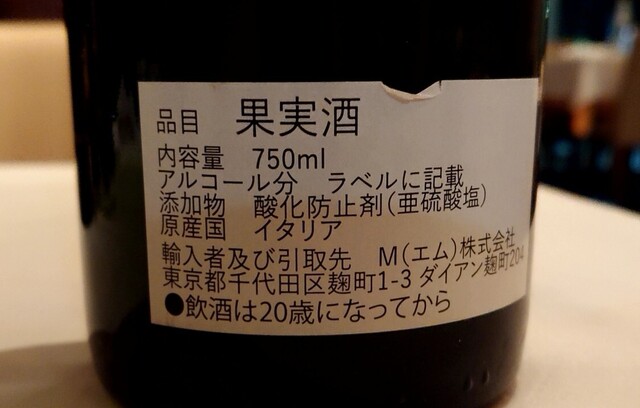 品目 果実酒
内容量 750ml
アルコール分 ラベルに記載
添加物 酸化防止剤(亜硫酸塩)
原産国 イタリア
輸入者及び引取先 M(エム)株式会社
東京都千代田区麹町1-3 ダイアン麹町204
●飲酒は20歳になってから